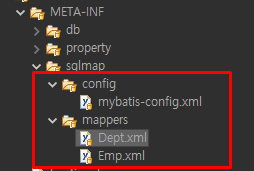 META-INF
db
property
sqlmap
config
mybatis-config.xml
mappers
Dept.xml
Emp.xml